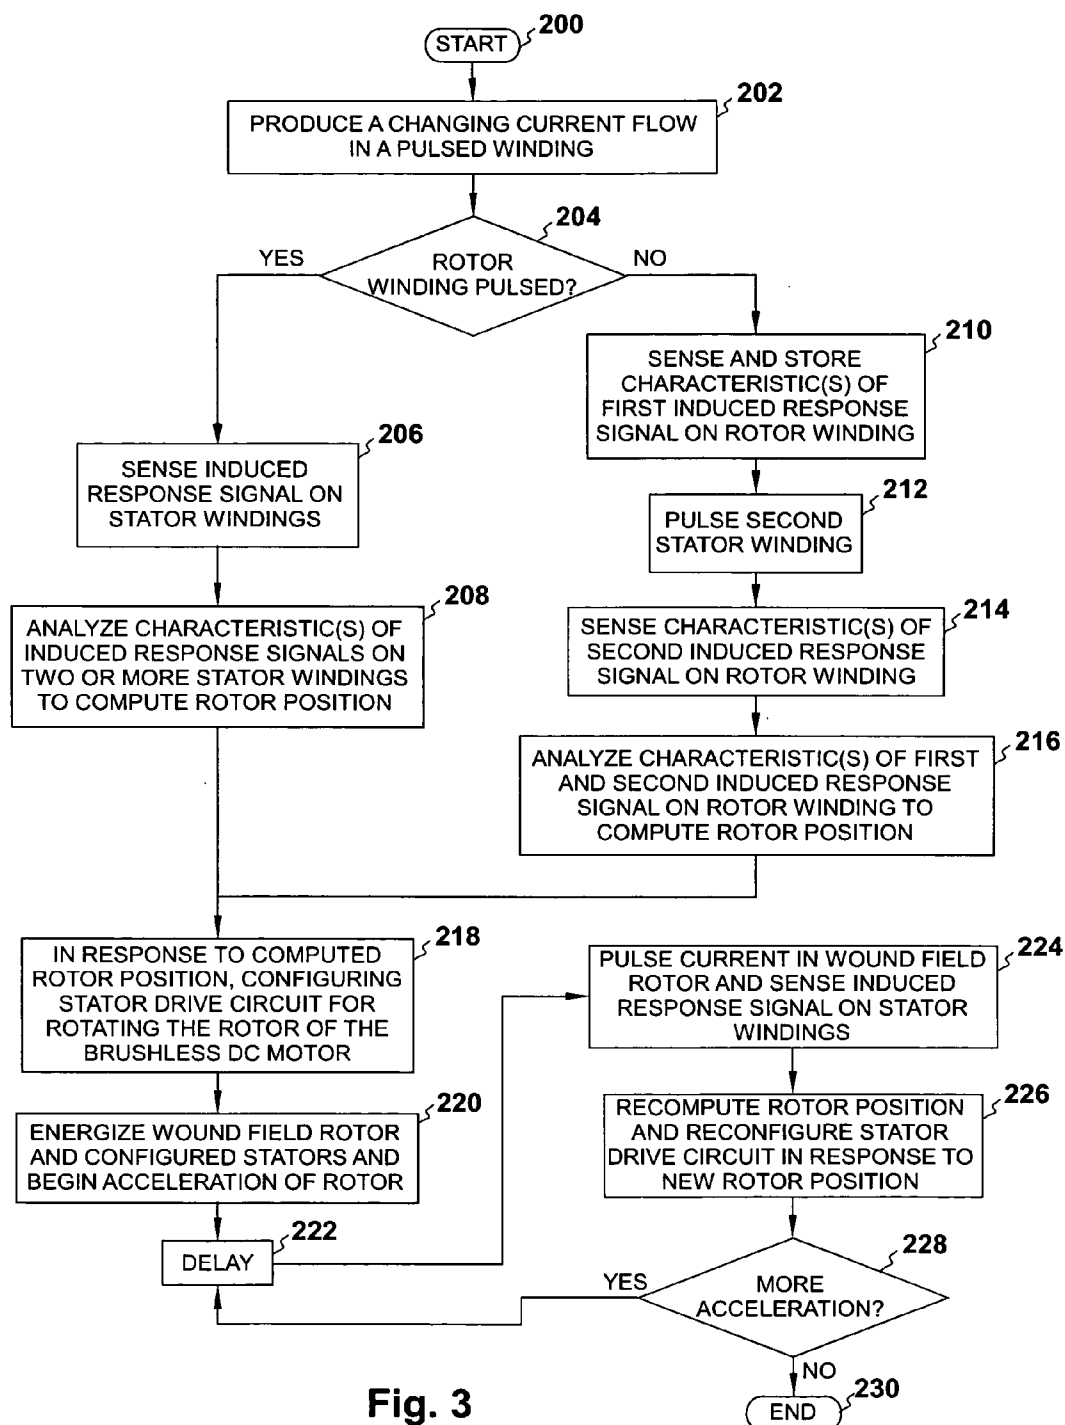 START
200
PRODUCE A CHANGING CURRENT FLOW
IN A PULSED WINDING
202
ROTOR
WINDING PULSED?
204
YES
NO
SENSE AND STORE
CHARACTERISTIC(S) OF
FIRST INDUCED RESPONSE
SIGNAL ON ROTOR WINDING
210
SENSE INDUCED
RESPONSE SIGNAL ON
STATOR WINDINGS
206
PULSE SECOND
STATOR WINDING
212
ANALYZE CHARACTERISTIC(S) OF
INDUCED RESPONSE SIGNALS ON
TWO OR MORE STATOR WINDINGS
TO COMPUTE ROTOR POSITION
208
SENSE CHARACTERISTIC(S) OF
SECOND INDUCED RESPONSE
SIGNAL ON ROTOR WINDING
214
ANALYZE CHARACTERISTIC(S) OF FIRST
AND SECOND INDUCED RESPONSE
SIGNAL ON ROTOR WINDING TO
COMPUTE ROTOR POSITION
216
IN RESPONSE TO COMPUTED
ROTOR POSITION, CONFIGURING
STATOR DRIVE CIRCUIT FOR
ROTATING THE ROTOR OF THE
BRUSHLESS DC MOTOR
218
ENERGIZE WOUND FIELD ROTOR
AND CONFIGURED STATORS AND
BEGIN ACCELERATION OF ROTOR
220
DELAY
222
PULSE CURRENT IN WOUND FIELD
ROTOR AND SENSE INDUCED
RESPONSE SIGNAL ON STATOR
WINDINGS
224
RECOMPUTE ROTOR POSITION
AND RECONFIGURE STATOR
DRIVE CIRCUIT IN RESPONSE TO
NEW ROTOR POSITION
226
MORE
ACCELERATION?
228
YES
NO
END
230
Fig. 3